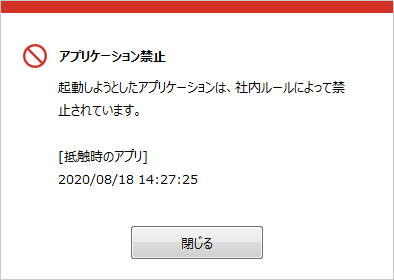 アプリケーション禁止
起動しようとしたアプリケーションは、社内ルールによって禁
止されています。
[抵触時のアプリ]
2020/08/18 14:27:25
閉じる